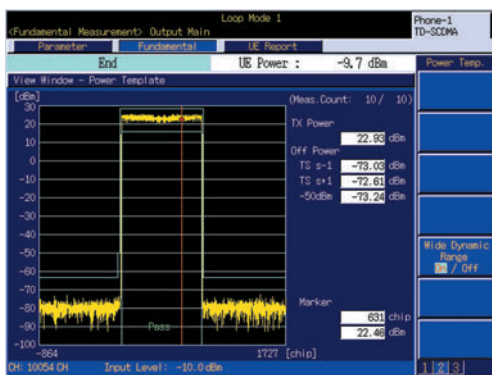 Loop Mode 1
<Fundamental Measurement> Output Main
Phone-1
TD-SCDMA
Parameter Fundamental UE Report
End UE Power : -9.7 dBm
Power Temp.
View Window - Power Template
[dBm]
(Meas.Count: 10/ 10)
30
20
10
0
-10
-20
-30
-40
-50
-60
-70
-80
-90
-100
TX Power
22.93 dBm
Off Power
TS s-1 -73.03 dBm
TS s+1 -72.61 dBm
-50dBm -73.24 dBm
Wide Dynamic
Range
On / Off
Marker
631 chip
22.46 dBm
Pass
-864 1727 [chip]
CH: 10054 CH Input Level: -10.0 dBm
1 2 3